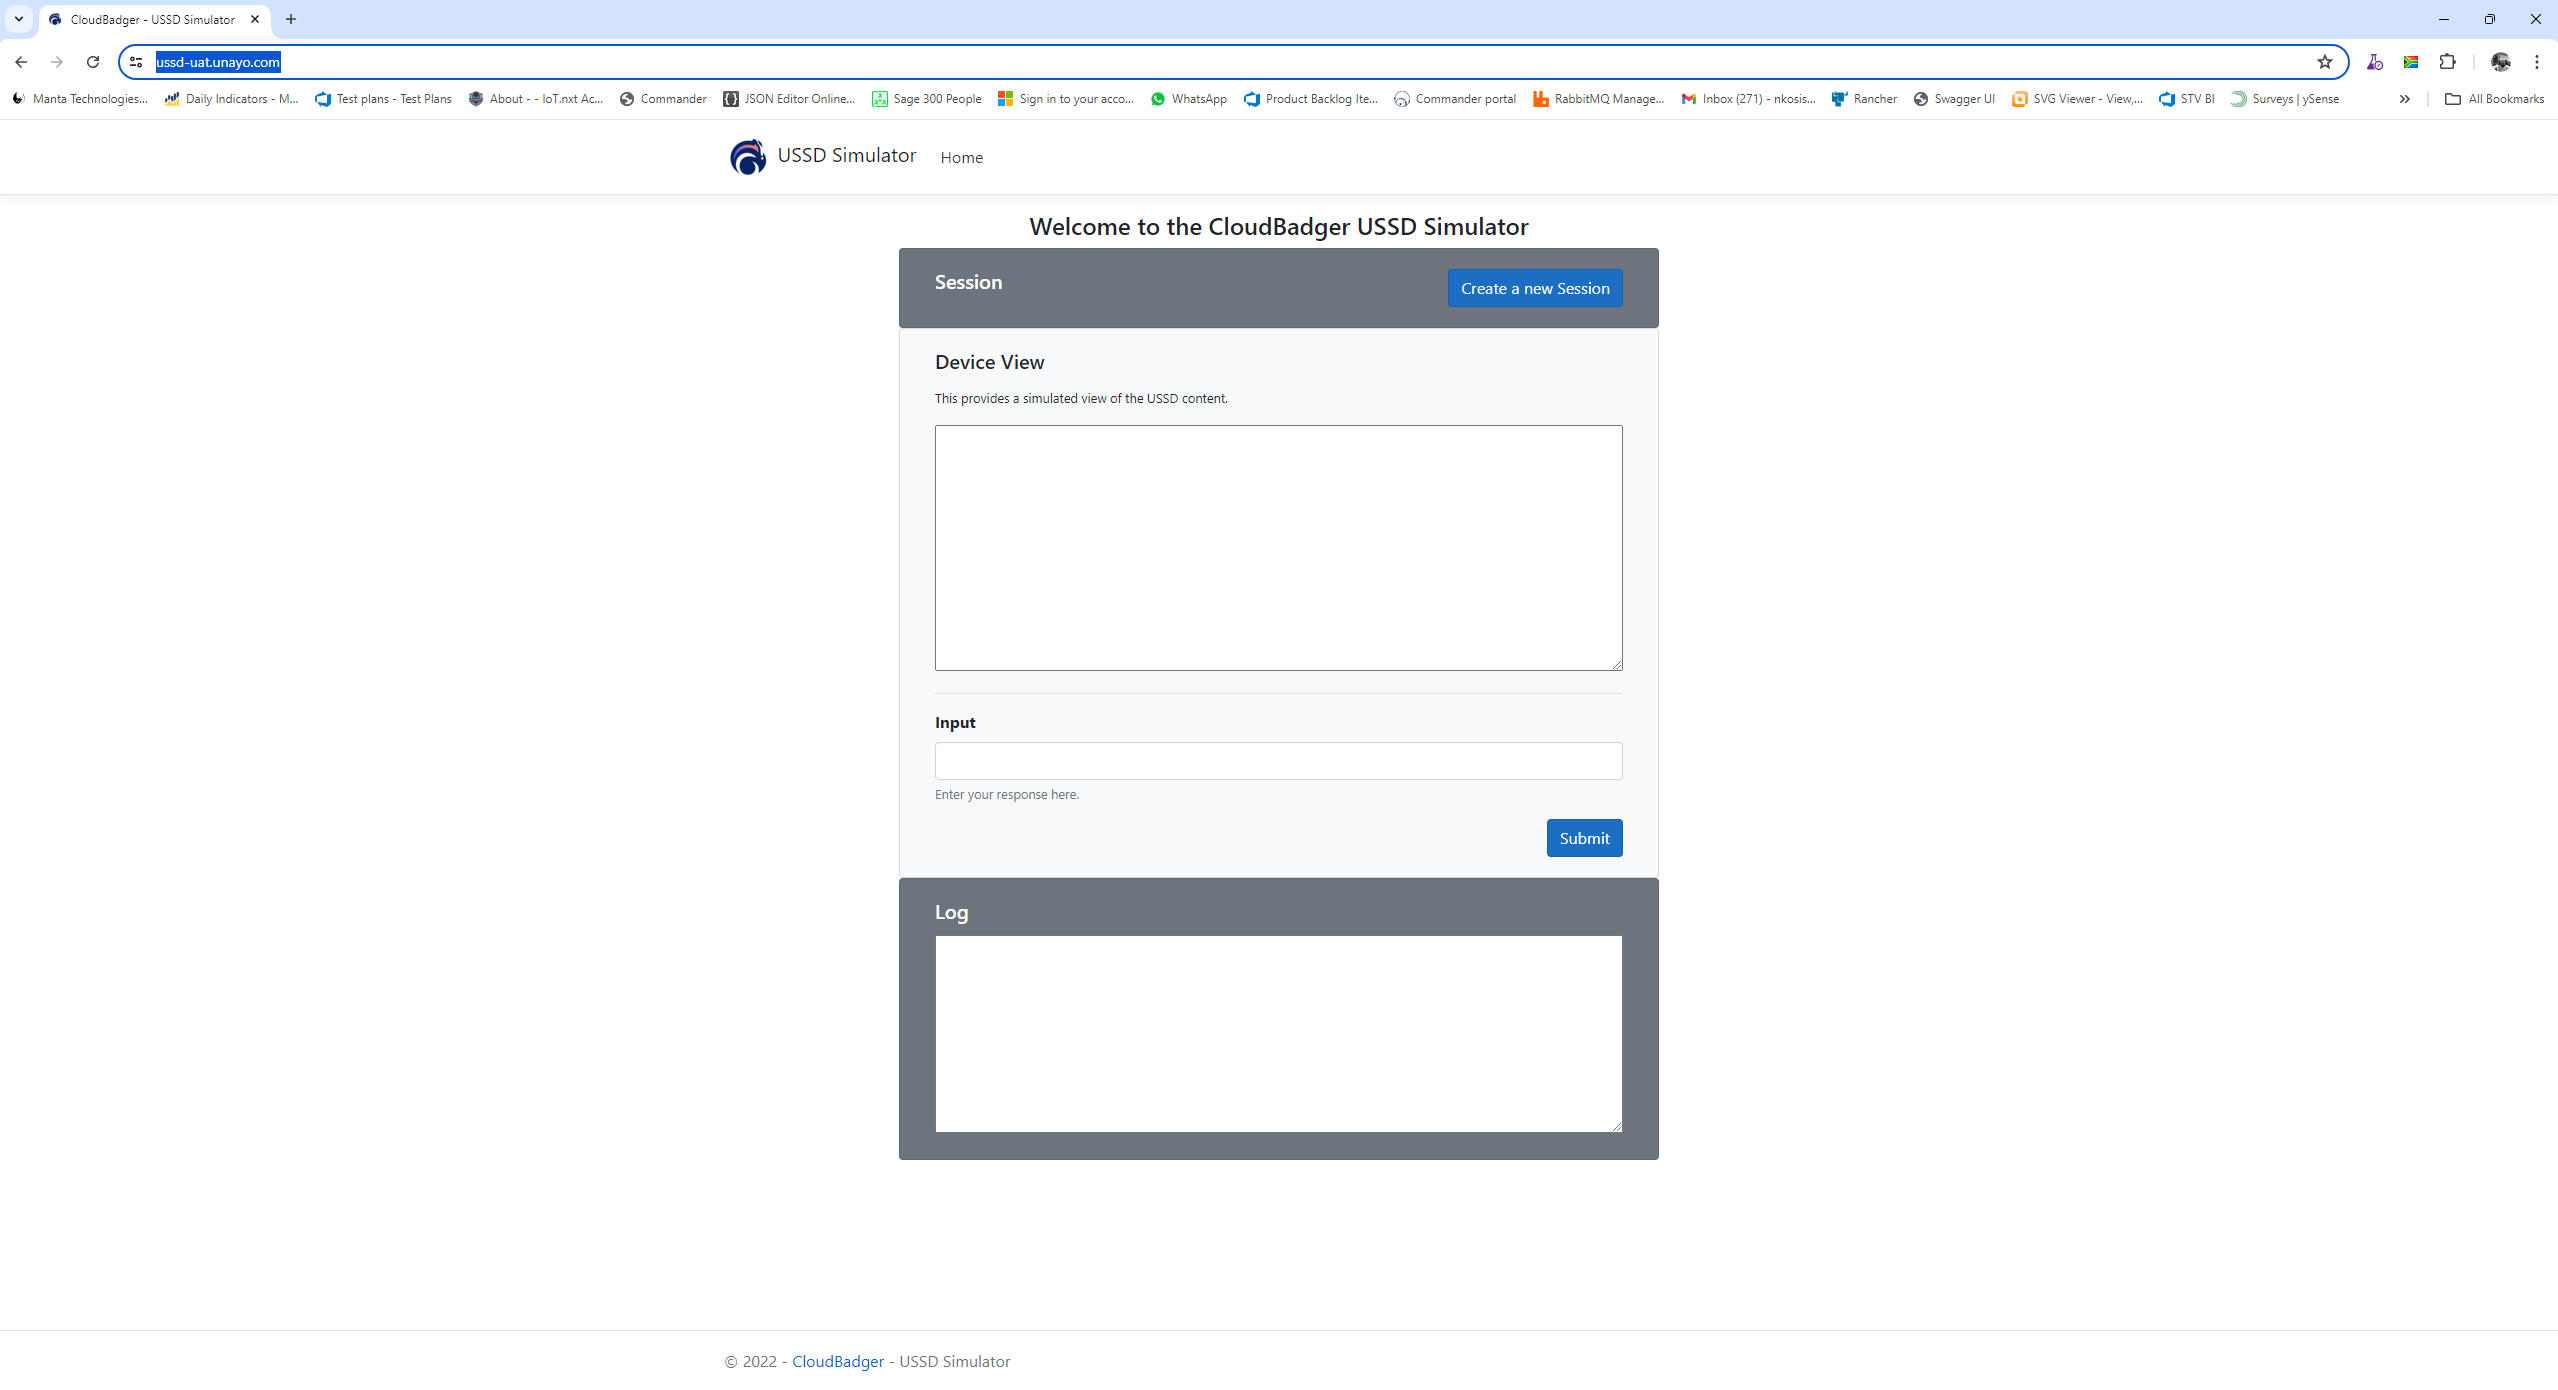 CloudBadger - USSD Simulator
ussd-uat.unayo.com
Manta Technologies... Daily Indicators - M... Test plans - Test Plans About - - IoT.nxt Ac... Commander JSON Editor Online... Sage 300 People Sign in to your acco... WhatsApp Product Backlog Ite... Commander portal RabbitMQ Manage... Inbox (271) - nkosis... Rancher Swagger UI SVG Viewer - View,... STV BI Surveys | ySense All Bookmarks
USSD Simulator Home
Welcome to the CloudBadger USSD Simulator
Session Create a new Session
Device View
This provides a simulated view of the USSD content.
Input
Enter your response here.
Submit
Log
© 2022 - CloudBadger - USSD Simulator